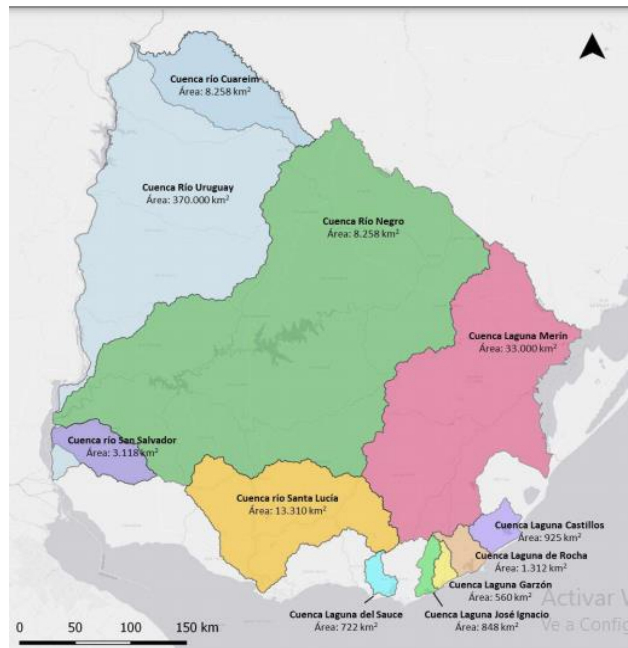 Cuenca río Cuareim
Área: 8.258 km²
Cuenca Río Uruguay
Área: 370.000 km²
Cuenca Río Negro
Área: 8.258 km²
Cuenca Laguna Merín
Área: 33.000 km²
Cuenca río San Salvador
Área: 3.118 km²
Cuenca río Santa Lucía
Área: 13.310 km²
Cuenca Laguna Castillos
Área: 925 km²
Cuenca Laguna de Rocha
Área: 1.312 km²
Cuenca Laguna Garzón
Área: 560 km²
Cuenca Laguna del Sauce
Área: 722 km²
Cuenca Laguna José Ignacio
Área: 848 km²
Activar
Ve a Config
0 50 100 150 km